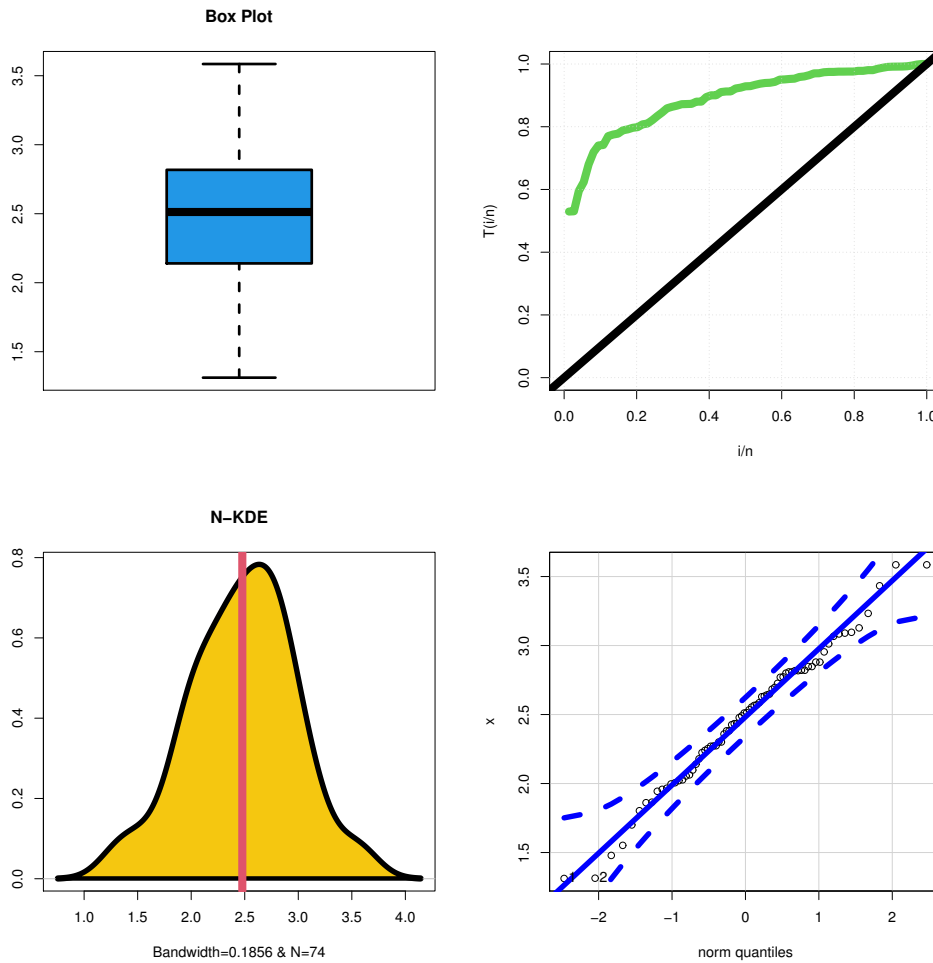 Box Plot
1.5 2.0 2.5 3.0 3.5
T(i/n)
0.0 0.2 0.4 0.6 0.8 1.0
0.0 0.2 0.4 0.6 0.8 1.0
i/n
N−KDE
0.0 0.2 0.4 0.6 0.8
1.0 1.5 2.0 2.5 3.0 3.5 4.0
Bandwidth=0.1856 & N=74
x
1.5 2.0 2.5 3.0 3.5
1 2
−2 −1 0 1 2
norm quantiles